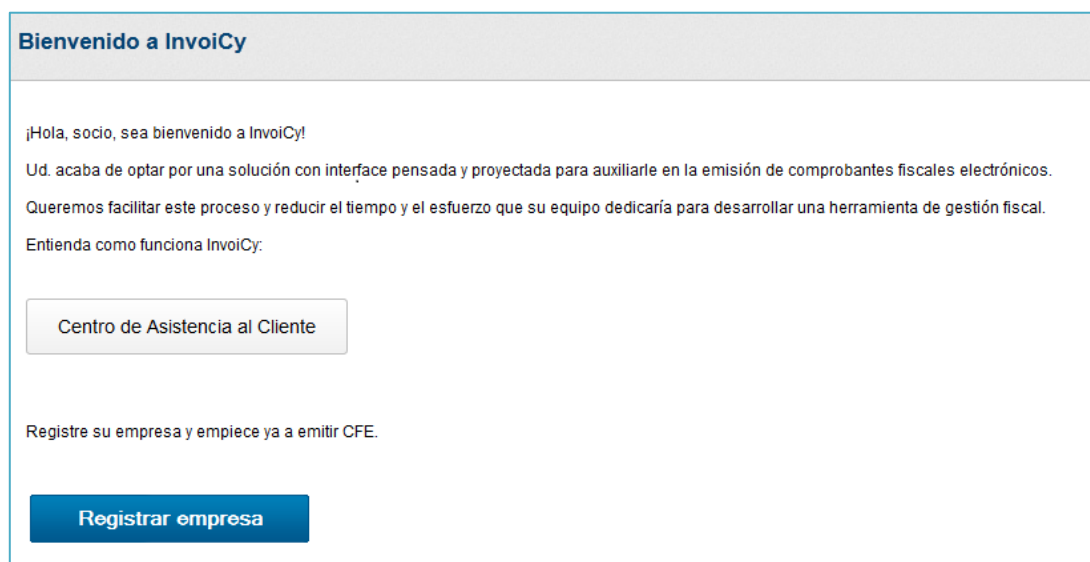 Bienvenido a InvoiCy
¡Hola, socio, sea bienvenido a InvoiCy!
Ud. acaba de optar por una solución con interface pensada y proyectada para auxiliarle en la emisión de comprobantes fiscales electrónicos.
Queremos facilitar este proceso y reducir el tiempo y el esfuerzo que su equipo dedicaría para desarrollar una herramienta de gestión fiscal.
Entienda como funciona InvoiCy:
Centro de Asistencia al Cliente
Registre su empresa y empiece ya a emitir CFE.
Registrar empresa